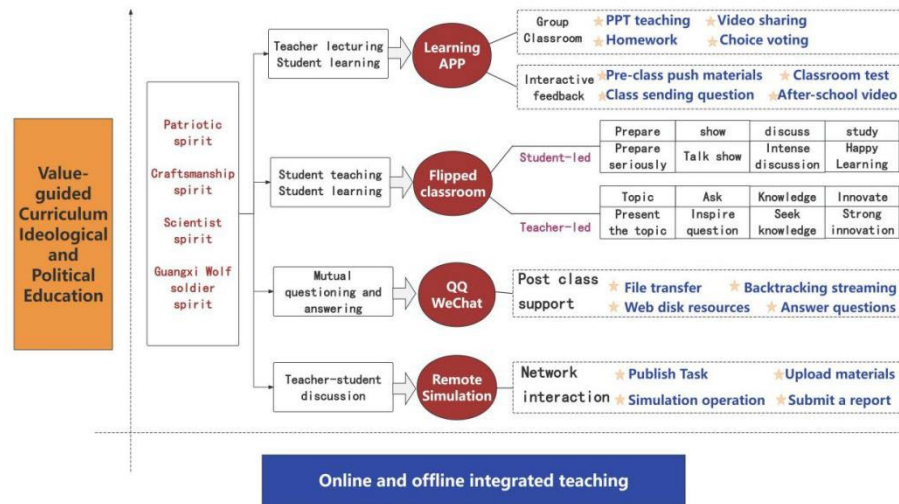 Value-
guided
Curriculum
Ideological
and
Political
Education
Patriotic
spirit
Craftsmanship
spirit
Scientist
spirit
Guangxi Wolf
soldier
spirit
Teacher lecturing
Student learning
Learning
APP
Group
Classroom
PPT teaching
Video sharing
Homework
Choice voting
Interactive
feedback
Pre-class push materials
Classroom test
Class sending question
After-school video
Student teaching
Student learning
Flipped
classroom
Student-led
Prepare show discuss study
Prepare
seriously
Talk show
Intense
discussion
Happy
Learning
Teacher-led
Topic Ask Knowledge Innovate
Present
the topic
Inspire
question
Seek
knowledge
Strong
innovation
Mutual
questioning and
answering
QQ
WeChat
Post class
support
File transfer
Backtracking streaming
Web disk resources
Answer questions
Teacher-student
discussion
Remote
Simulation
Network
interaction
Publish Task
Upload materials
Simulation operation
Submit a report
Online and offline integrated teaching